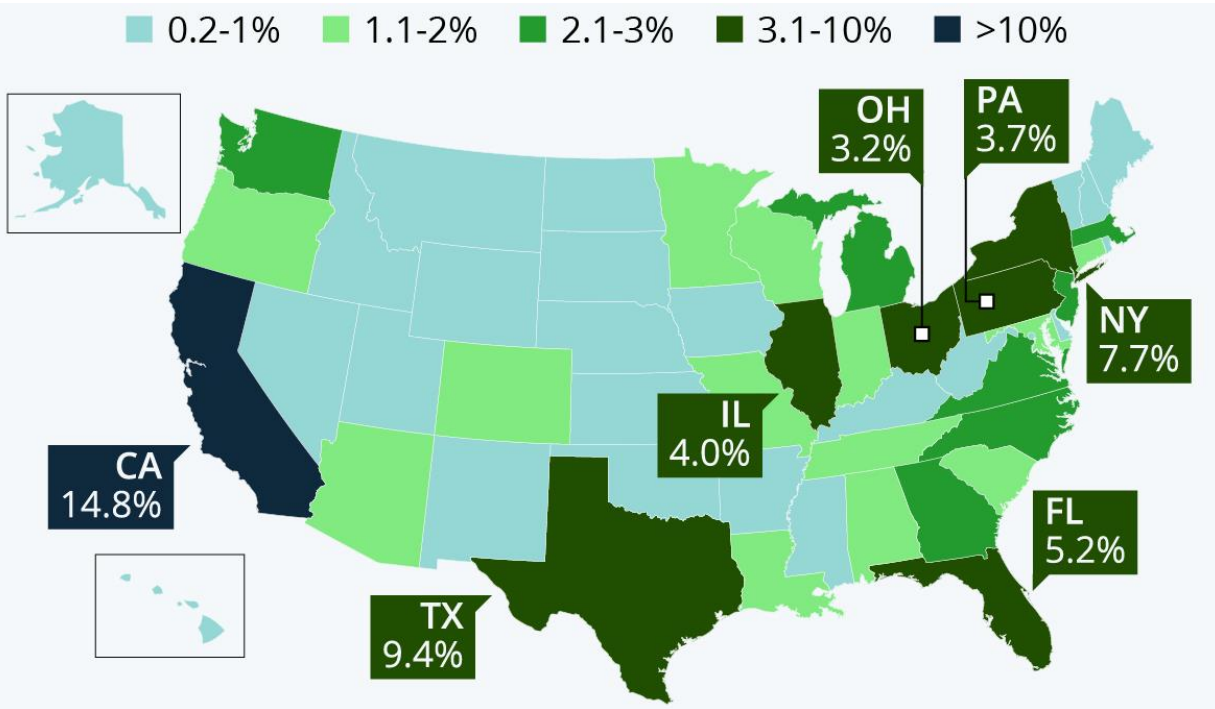 0.2-1% 1.1-2% 2.1-3% 3.1-10% >10%
OH
3.2%
PA
3.7%
NY
7.7%
IL
4.0%
CA
14.8%
FL
5.2%
TX
9.4%